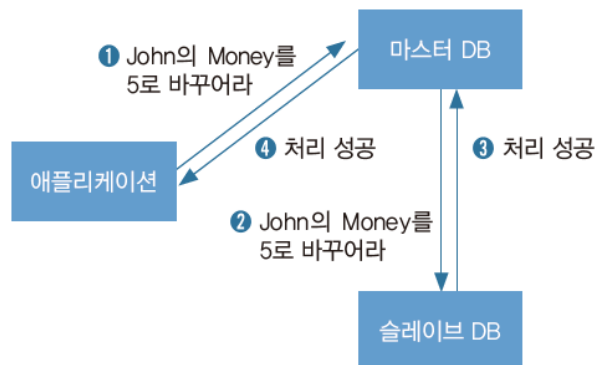 ❶ John의 Money를
5로 바꾸어라
마스터 DB
❹ 처리 성공
❸ 처리 성공
애플리케이션
❷ John의 Money를
5로 바꾸어라
슬레이브 DB